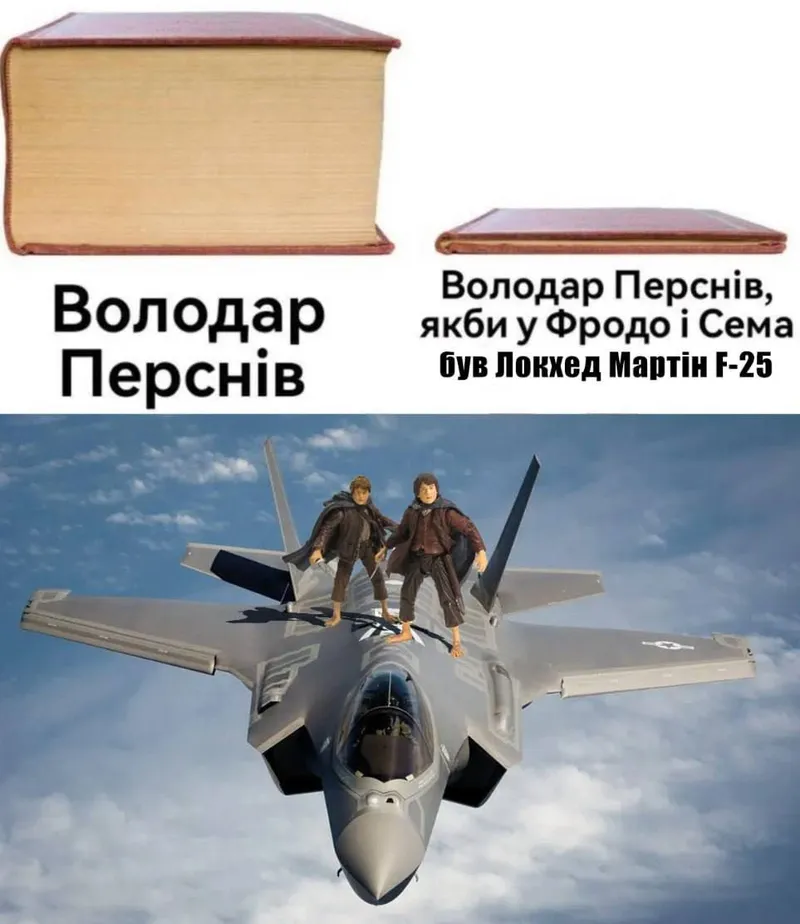 Володар
Перснів
Володар Перснів,
якби у Фродо і Сема
був Локхед Мартін F-25